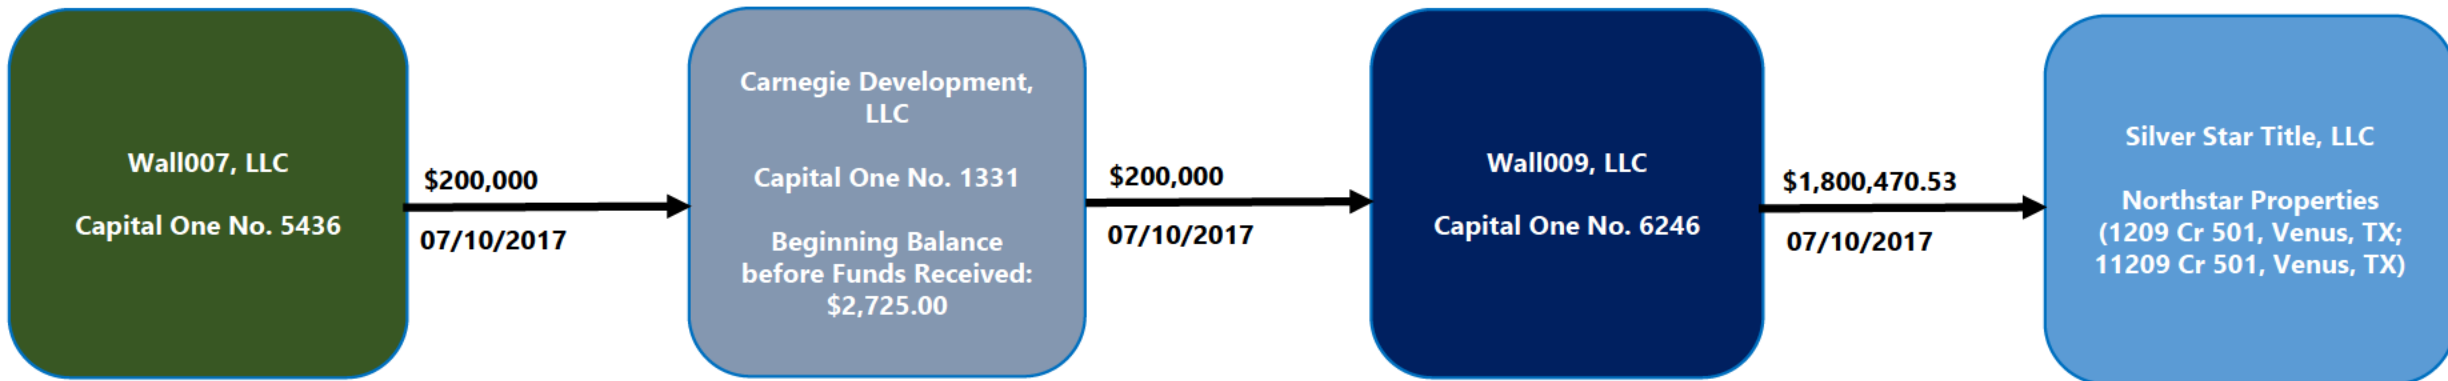 Wall007, LLC
Capital One No. 5436
$200,000
07/10/2017
Carnegie Development,
LLC
Capital One No. 1331
Beginning Balance
before Funds Received:
$2,725.00
$200,000
07/10/2017
Wall009, LLC
Capital One No. 6246
$1,800,470.53
07/10/2017
Silver Star Title, LLC
Northstar Properties
(1209 Cr 501, Venus, TX;
11209 Cr 501, Venus, TX)